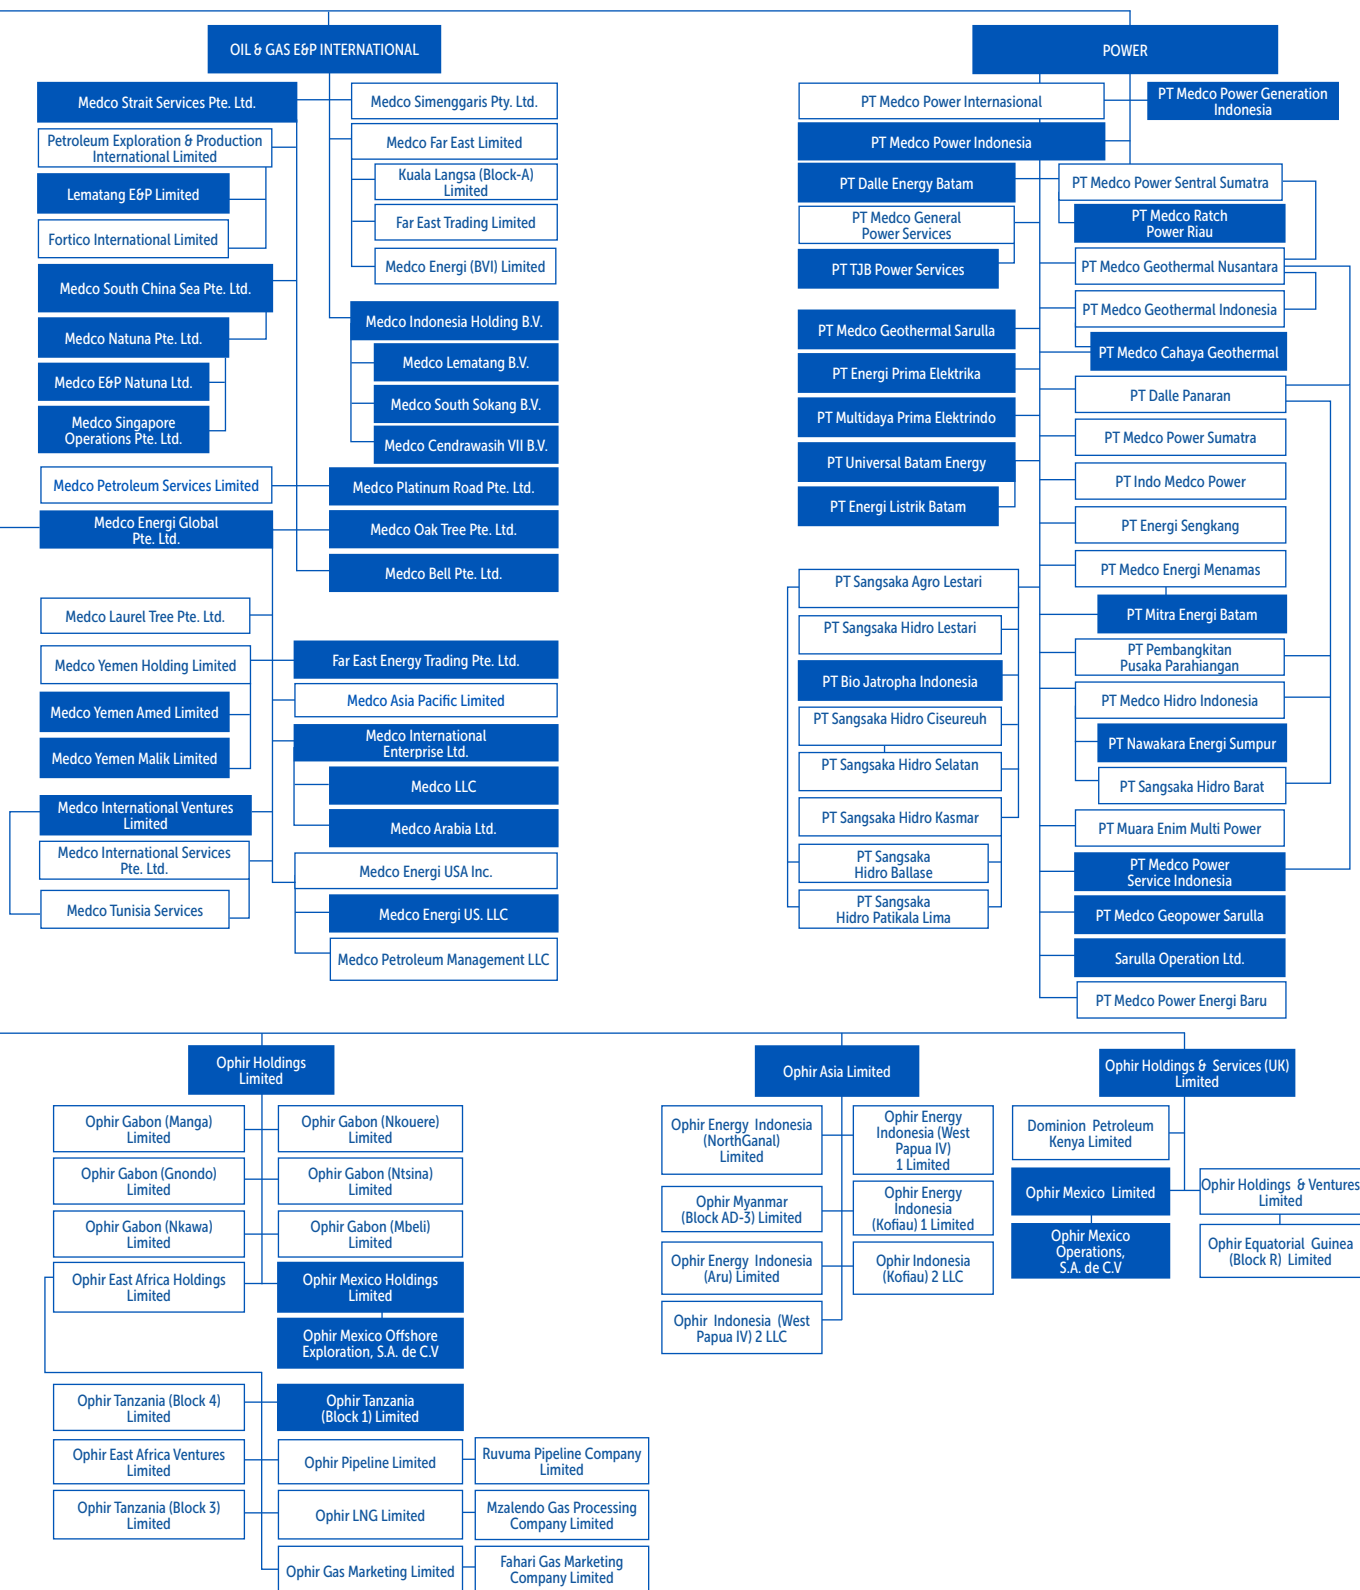 OIL & GAS E&P INTERNATIONAL
Medco Strait Services Pte. Ltd.
Petroleum Exploration & Production
International Limited
Lematang E&P Limited
Fortico International Limited
Medco South China Sea Pte. Ltd.
Medco Natuna Pte. Ltd.
Medco E&P Natuna Ltd.
Medco Singapore
Operations Pte. Ltd.
Medco Petroleum Services Limited
Medco Energi Global
Pte. Ltd.
Medco Laurel Tree Pte. Ltd.
Medco Yemen Holding Limited
Medco Yemen Amed Limited
Medco Yemen Malik Limited
Medco International Ventures
Limited
Medco International Services
Pte. Ltd.
Medco Tunisia Services
Medco Simenggaris Pty. Ltd.
Medco Far East Limited
Kuala Langsa (Block-A)
Limited
Far East Trading Limited
Medco Energi (BVI) Limited
Medco Indonesia Holding B.V.
Medco Lematang B.V.
Medco South Sokang B.V.
Medco Cendrawasih VII B.V.
Medco Platinum Road Pte. Ltd.
Medco Oak Tree Pte. Ltd.
Medco Bell Pte. Ltd.
Far East Energy Trading Pte. Ltd.
Medco Asia Pacific Limited
Medco International
Enterprise Ltd.
Medco LLC
Medco Arabia Ltd.
Medco Energi USA Inc.
Medco Energi US. LLC
Medco Petroleum Management LLC
POWER
PT Medco Power Internasional
PT Medco Power Indonesia
PT Dalle Energy Batam
PT Medco General
Power Services
PT TJB Power Services
PT Medco Geothermal Sarulla
PT Energi Prima Elektrika
PT Multidaya Prima Elektrindo
PT Universal Batam Energy
PT Energi Listrik Batam
PT Sangsaka Agro Lestari
PT Sangsaka Hidro Lestari
PT Bio Jatropha Indonesia
PT Sangsaka Hidro Ciseureuh
PT Sangsaka Hidro Selatan
PT Sangsaka Hidro Kasmar
PT Sangsaka
Hidro Ballase
PT Sangsaka
Hidro Patikala Lima
PT Medco Power Generation
Indonesia
PT Medco Power Sentral Sumatra
PT Medco Ratch
Power Riau
PT Medco Geothermal Nusantara
PT Medco Geothermal Indonesia
PT Medco Cahaya Geothermal
PT Dalle Panaran
PT Medco Power Sumatra
PT Indo Medco Power
PT Energi Sengkang
PT Medco Energi Menamas
PT Mitra Energi Batam
PT Pembangkitan
Pusaka Parahiangan
PT Medco Hidro Indonesia
PT Nawakara Energi Sumpur
PT Sangsaka Hidro Barat
PT Muara Enim Multi Power
PT Medco Power
Service Indonesia
PT Medco Geopower Sarulla
Sarulla Operation Ltd.
PT Medco Power Energi Baru
Ophir Holdings
Limited
Ophir Gabon (Manga)
Limited
Ophir Gabon (Nkouere)
Limited
Ophir Gabon (Gnondo)
Limited
Ophir Gabon (Ntsina)
Limited
Ophir Gabon (Nkawa)
Limited
Ophir Gabon (Mbeli)
Limited
Ophir East Africa Holdings
Limited
Ophir Mexico Holdings
Limited
Ophir Mexico Offshore
Exploration, S.A. de C.V
Ophir Tanzania (Block 4)
Limited
Ophir Tanzania
(Block 1) Limited
Ophir East Africa Ventures
Limited
Ophir Pipeline Limited
Ruvuma Pipeline Company
Limited
Ophir Tanzania (Block 3)
Limited
Ophir LNG Limited
Mzalendo Gas Processing
Company Limited
Ophir Gas Marketing Limited
Fahari Gas Marketing
Company Limited
Ophir Asia Limited
Ophir Energy Indonesia
(NorthGanal)
Limited
Ophir Energy
Indonesia (West
Papua IV)
1 Limited
Ophir Myanmar
(Block AD-3) Limited
Ophir Energy
Indonesia
(Kofiau) 1 Limited
Ophir Energy Indonesia
(Aru) Limited
Ophir Indonesia
(Kofiau) 2 LLC
Ophir Indonesia (West
Papua IV) 2 LLC
Ophir Holdings & Services (UK)
Limited
Dominion Petroleum
Kenya Limited
Ophir Mexico Limited
Ophir Holdings & Ventures
Limited
Ophir Mexico
Operations,
S.A. de C.V
Ophir Equatorial Guinea
(Block R) Limited